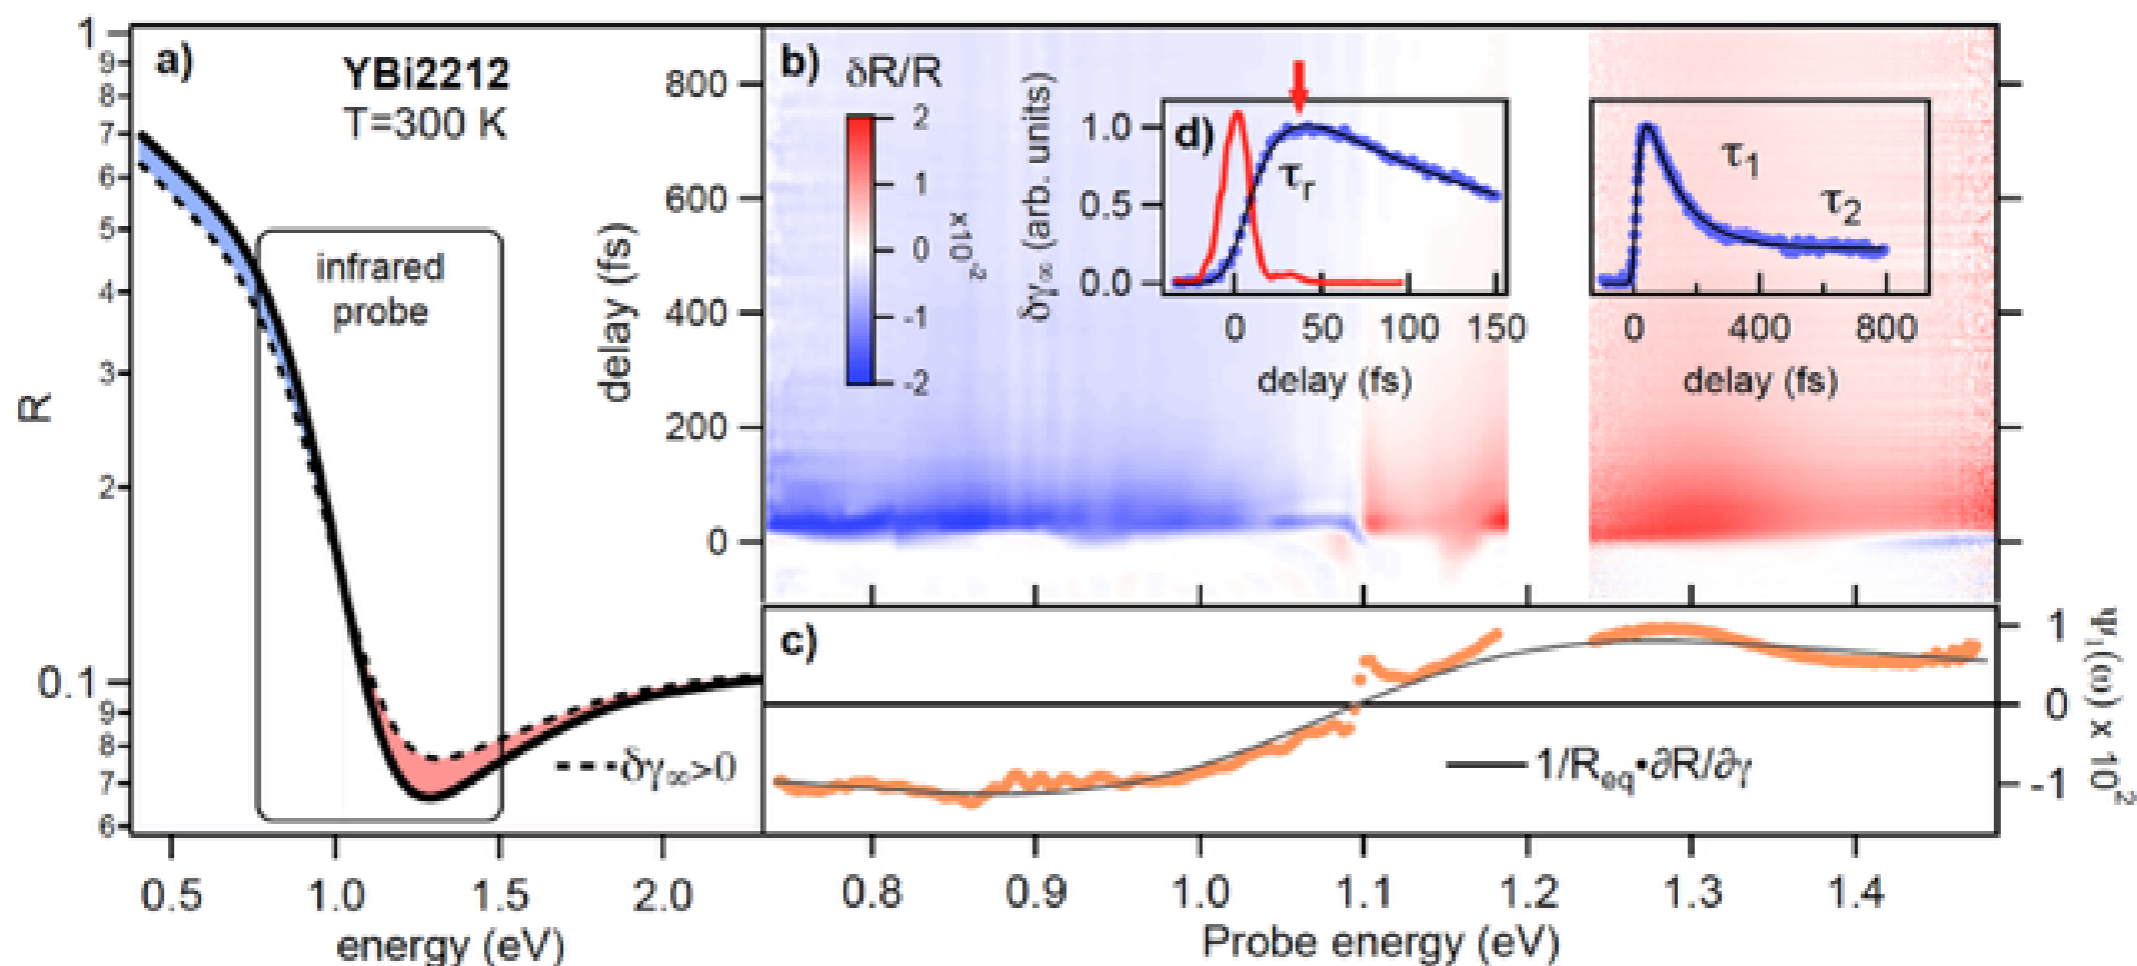 a)
YBi2212
T=300 K
infrared
probe
1
9
8
7
6
5
4
3
2
0.1
9
8
7
6
R
δγ∞>0
0.5 1.0 1.5 2.0
energy (eV)
b)
δR/R
2
1
0
-1
-2
x10⁻²
800
600
400
200
0
delay (fs)
d)
δγ∞ (arb. units)
1.0
0.5
0.0
τr
0 50 100 150
delay (fs)
τ1
τ2
0 400 800
delay (fs)
c)
1/Req•∂R/∂γ
1
0
-1
Ψ1(ω) x 10²
0.8 0.9 1.0 1.1 1.2 1.3 1.4
Probe energy (eV)